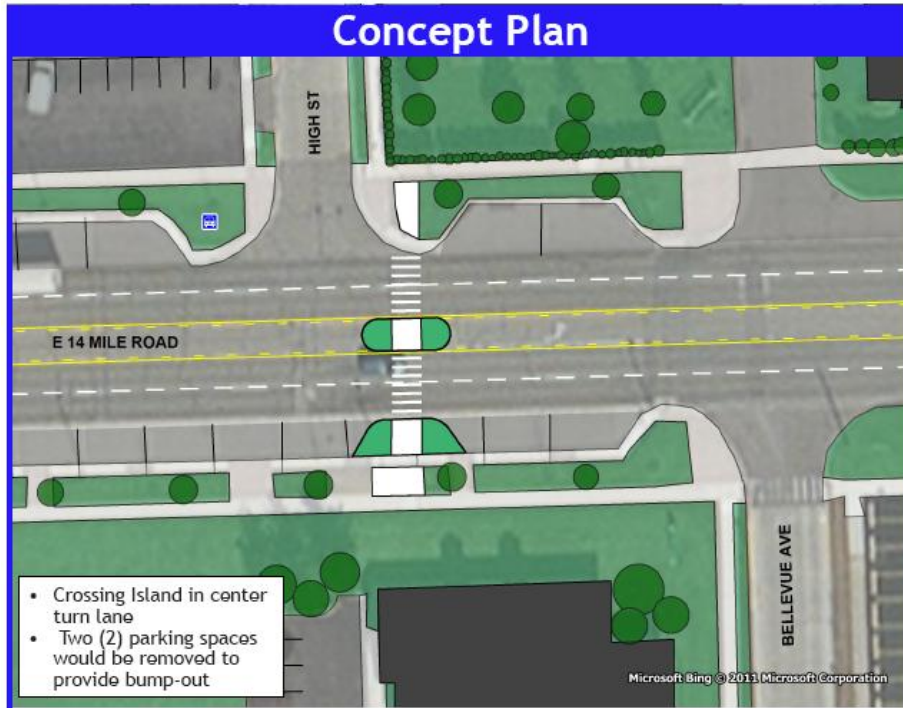 Concept Plan
HIGH ST
E 14 MILE ROAD
BELLEVUE AVE
• Crossing Island in center
turn lane
• Two (2) parking spaces
would be removed to
provide bump-out
Microsoft Bing © 2011 Microsoft Corporation